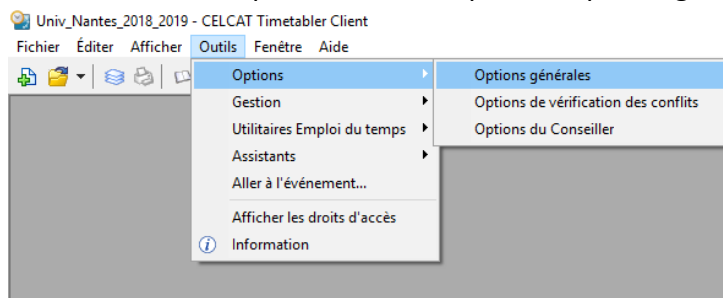 Univ_Nantes_2018_2019 - CELCAT Timetabler Client
Fichier Éditer Afficher Outils Fenêtre Aide
Options
Options générales
Gestion
Options de vérification des conflits
Utilitaires Emploi du temps
Options du Conseiller
Assistants
Aller à l'événement...
Afficher les droits d'accès
Information